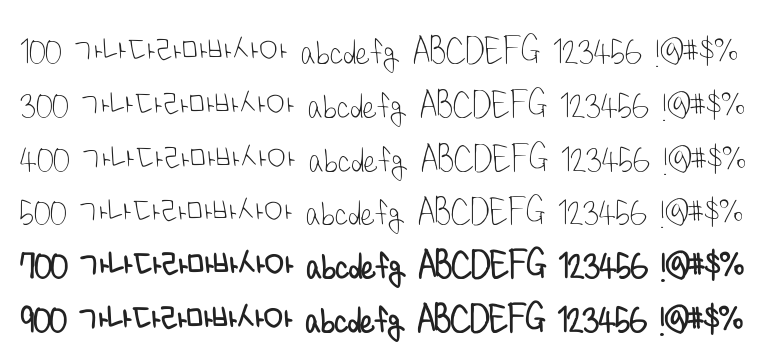 100 가나다라마바사아 abcdefg ABCDEFG 123456 !@#$%
300 가나다라마바사아 abcdefg ABCDEFG 123456 !@#$%
400 가나다라마바사아 abcdefg ABCDEFG 123456 !@#$%
500 가나다라마바사아 abcdefg ABCDEFG 123456 !@#$%
700 가나다라마바사아 abcdefg ABCDEFG 123456 !@#$%
900 가나다라마바사아 abcdefg ABCDEFG 123456 !@#$%